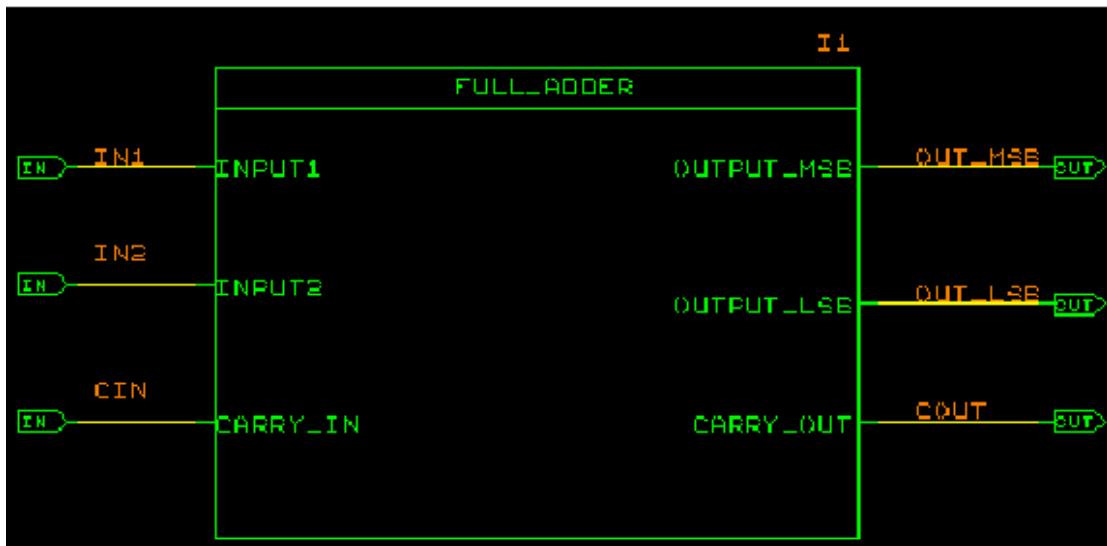 I1
FULL_ADDER
IN IN1 INPUT1 OUTPUT_MSB OUT_MSB OUT
IN IN2 INPUT2
OUTPUT_LSB OUT_LSB OUT
IN CIN CARRY_IN CARRY_OUT COUT OUT